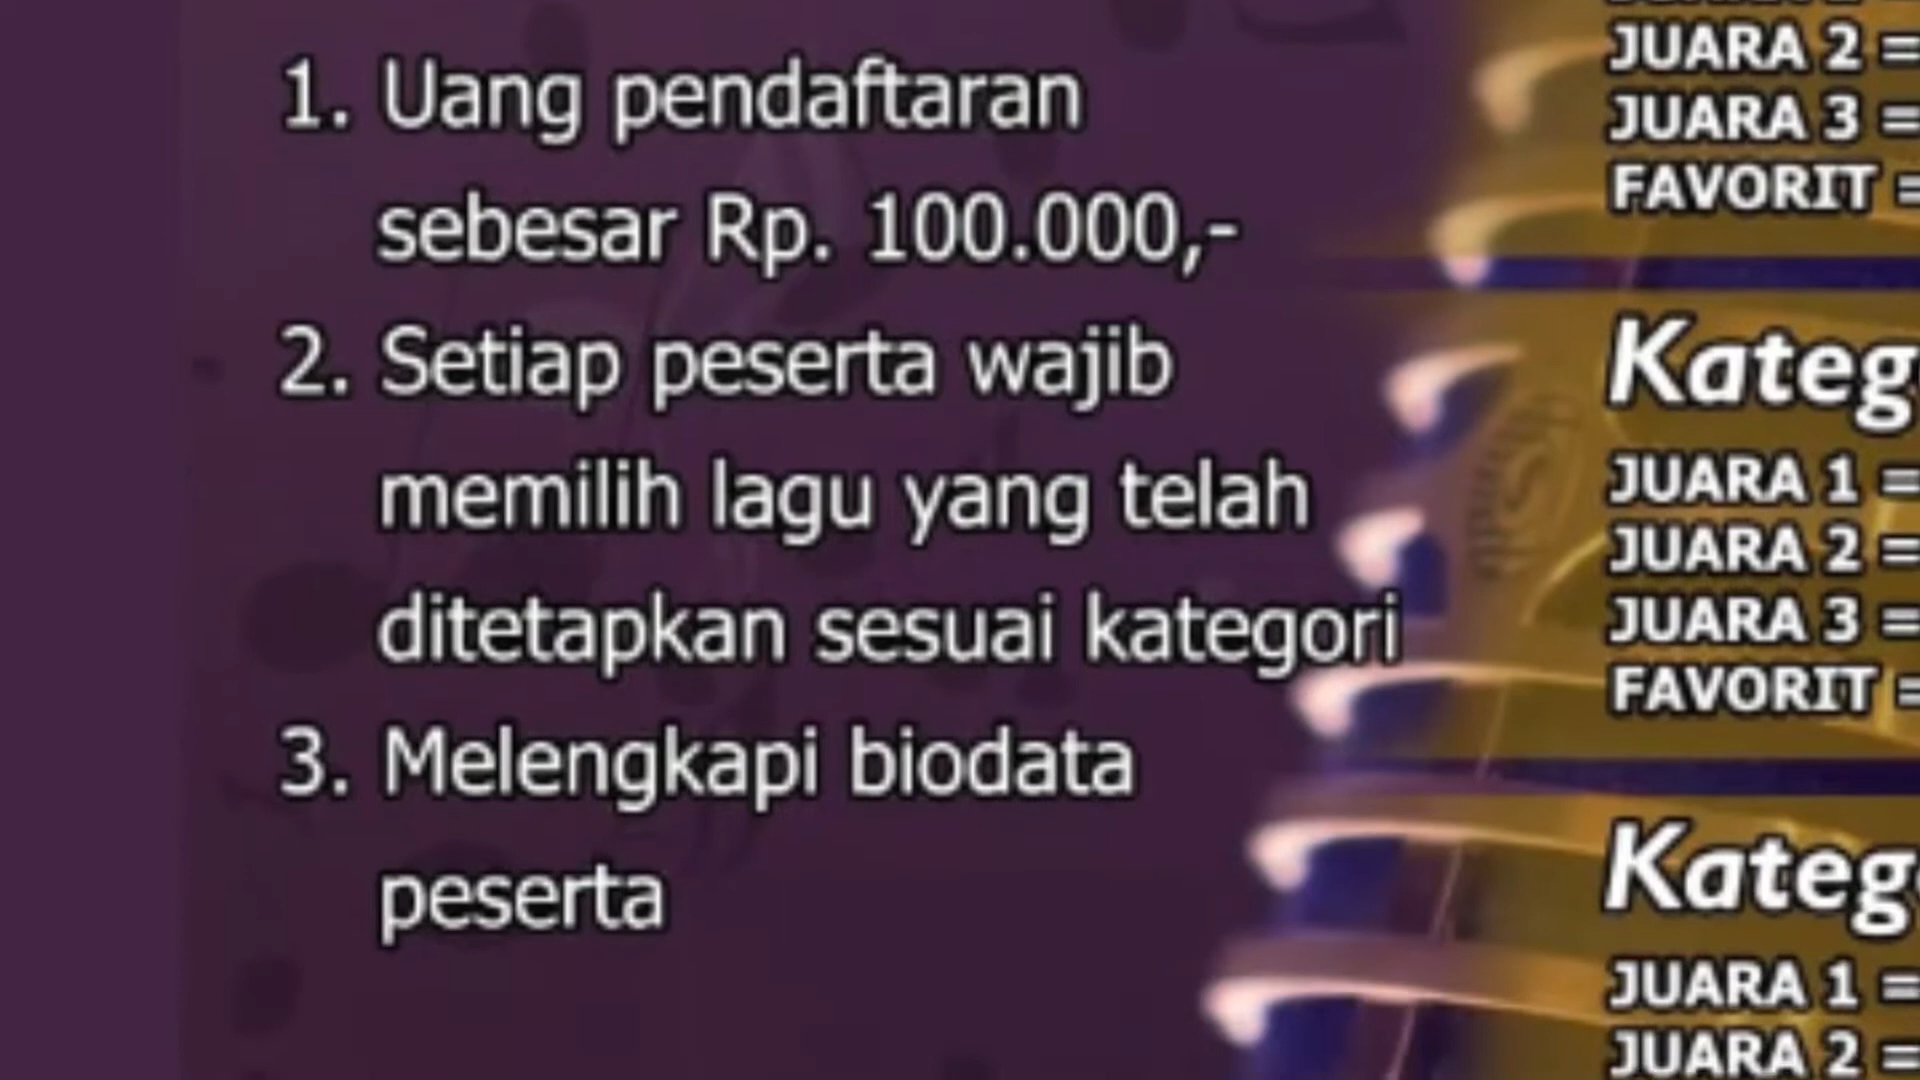 1. Uang pendaftaran
sebesar Rp. 100.000,-
2. Setiap peserta wajib
memilih lagu yang telah
ditetapkan sesuai kategori
3. Melengkapi biodata
peserta
JUARA 2 =
JUARA 3 =
FAVORIT =
Kateg
JUARA 1 =
JUARA 2 =
JUARA 3 =
FAVORIT =
Kateg
JUARA 1 =
JUARA 2 =